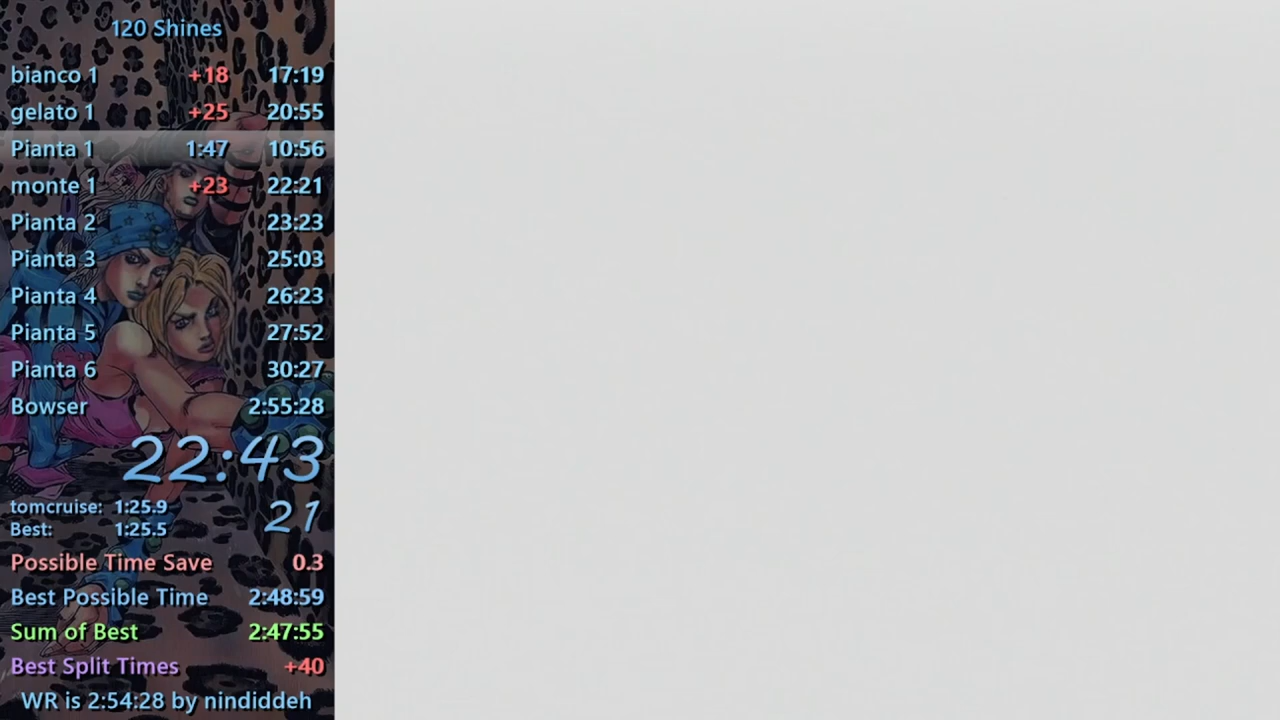 120 Shines
bianco 1 +18 17:19
gelato 1 +25 20:55
Pianta 1 1:47 10:56
monte 1 +23 22:21
Pianta 2 23:23
Pianta 3 25:03
Pianta 4 26:23
Pianta 5 27:52
Pianta 6 30:27
Bowser 2:55:28
22:43
tomcruise: 1:25.9 21
Best: 1:25.5
Possible Time Save 0.3
Best Possible Time 2:48:59
Sum of Best 2:47:55
Best Split Times +40
WR is 2:54:28 by nindiddeh